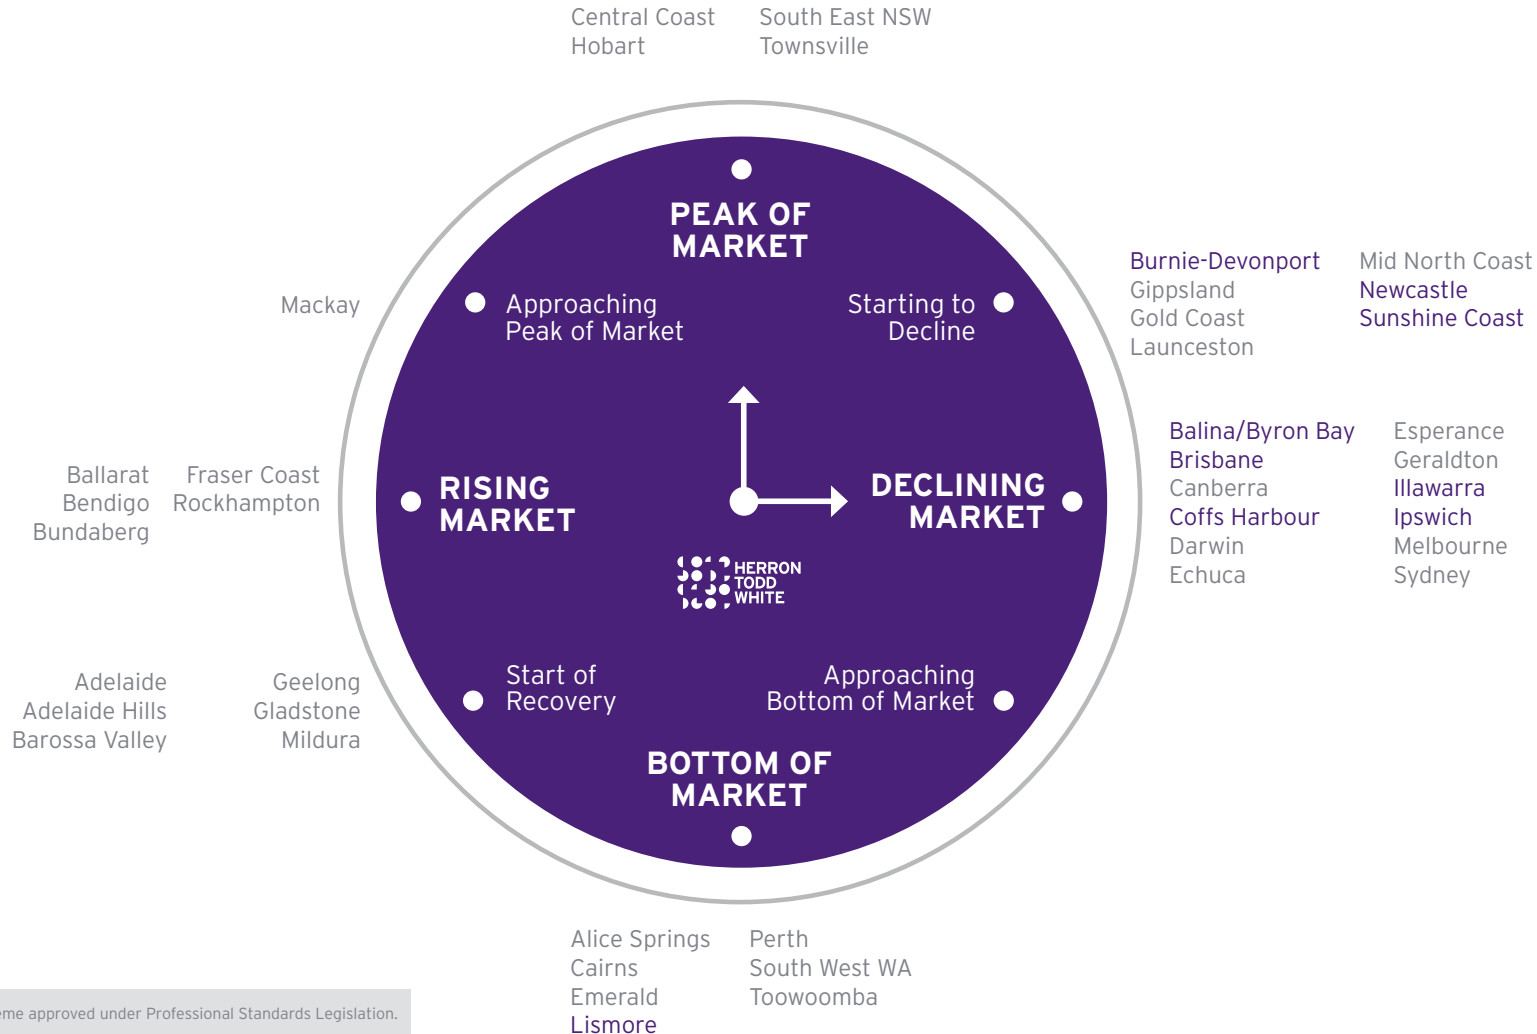 Central Coast
Hobart
South East NSW
Townsville
PEAK OF
MARKET
Approaching
Peak of Market
Starting to
Decline
Mackay
Burnie-Devonport
Gippsland
Gold Coast
Launceston
Mid North Coast
Newcastle
Sunshine Coast
Ballarat
Bendigo
Bundaberg
Fraser Coast
Rockhampton
RISING
MARKET
DECLINING
MARKET
Balina/Byron Bay
Brisbane
Canberra
Coffs Harbour
Darwin
Echuca
Esperance
Geraldton
Illawarra
Ipswich
Melbourne
Sydney
HERRON
TODD
WHITE
Adelaide
Adelaide Hills
Barossa Valley
Geelong
Gladstone
Mildura
Start of
Recovery
Approaching
Bottom of Market
BOTTOM OF
MARKET
Alice Springs
Cairns
Emerald
Lismore
Perth
South West WA
Toowoomba
approved under Professional Standards Legislation.